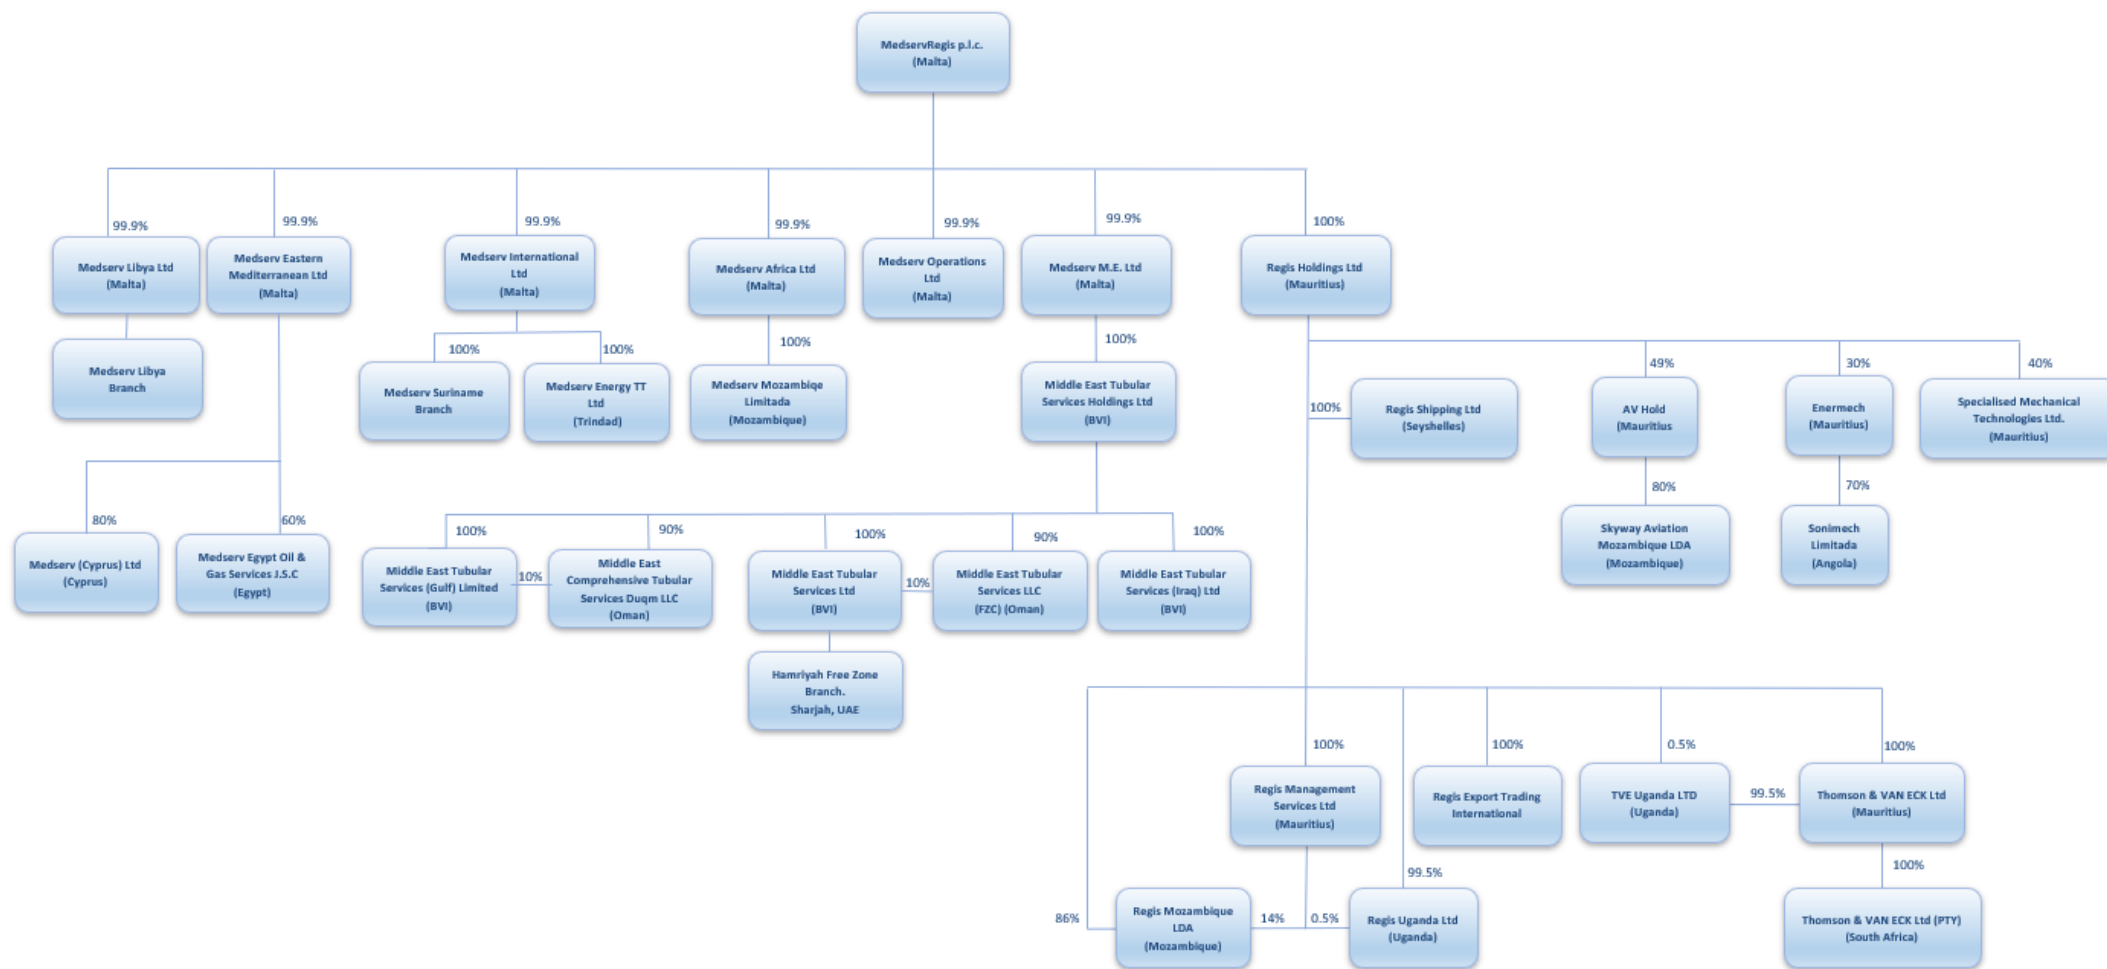 MedservRegis p.l.c.
(Malta)
99.9%
99.9%
99.9%
99.9%
99.9%
99.9%
100%
Medserv Libya Ltd
(Malta)
Medserv Eastern
Mediterranean Ltd
(Malta)
Medserv International
Ltd
(Malta)
Medserv Africa Ltd
(Malta)
Medserv Operations
Ltd
(Malta)
Medserv M.E. Ltd
(Malta)
Regis Holdings Ltd
(Mauritius)
100%
100%
100%
100%
49%
30%
40%
Medserv Libya
Branch
Medserv Suriname
Branch
Medserv Energy TT
Ltd
(Trindad)
Medserv Mozambiqe
Limitada
(Mozambique)
Middle East Tubular
Services Holdings Ltd
(BVI)
100%
Regis Shipping Ltd
(Seyshelles)
AV Hold
(Mauritius
Enermech
(Mauritius)
Specialised Mechanical
Technologies Ltd.
(Mauritius)
80%
70%
Skyway Aviation
Mozambique LDA
(Mozambique)
Sonimech
Limitada
(Angola)
80%
60%
100%
90%
100%
90%
100%
Medserv (Cyprus) Ltd
(Cyprus)
Medserv Egypt Oil &
Gas Services J.S.C
(Egypt)
Middle East Tubular
Services (Gulf) Limited
(BVI)
10%
Middle East
Comprehensive Tubular
Services Duqm LLC
(Oman)
Middle East Tubular
Services Ltd
(BVI)
10%
Middle East Tubular
Services LLC
(FZC) (Oman)
Middle East Tubular
Services (Iraq) Ltd
(BVI)
Hamriyah Free Zone
Branch.
Sharjah, UAE
100%
100%
0.5%
100%
Regis Management
Services Ltd
(Mauritius)
Regis Export Trading
International
TVE Uganda LTD
(Uganda)
99.5%
Thomson & VAN ECK Ltd
(Mauritius)
99.5%
100%
86%
Regis Mozambique
LDA
(Mozambique)
14%
0.5%
Regis Uganda Ltd
(Uganda)
Thomson & VAN ECK Ltd (PTY)
(South Africa)